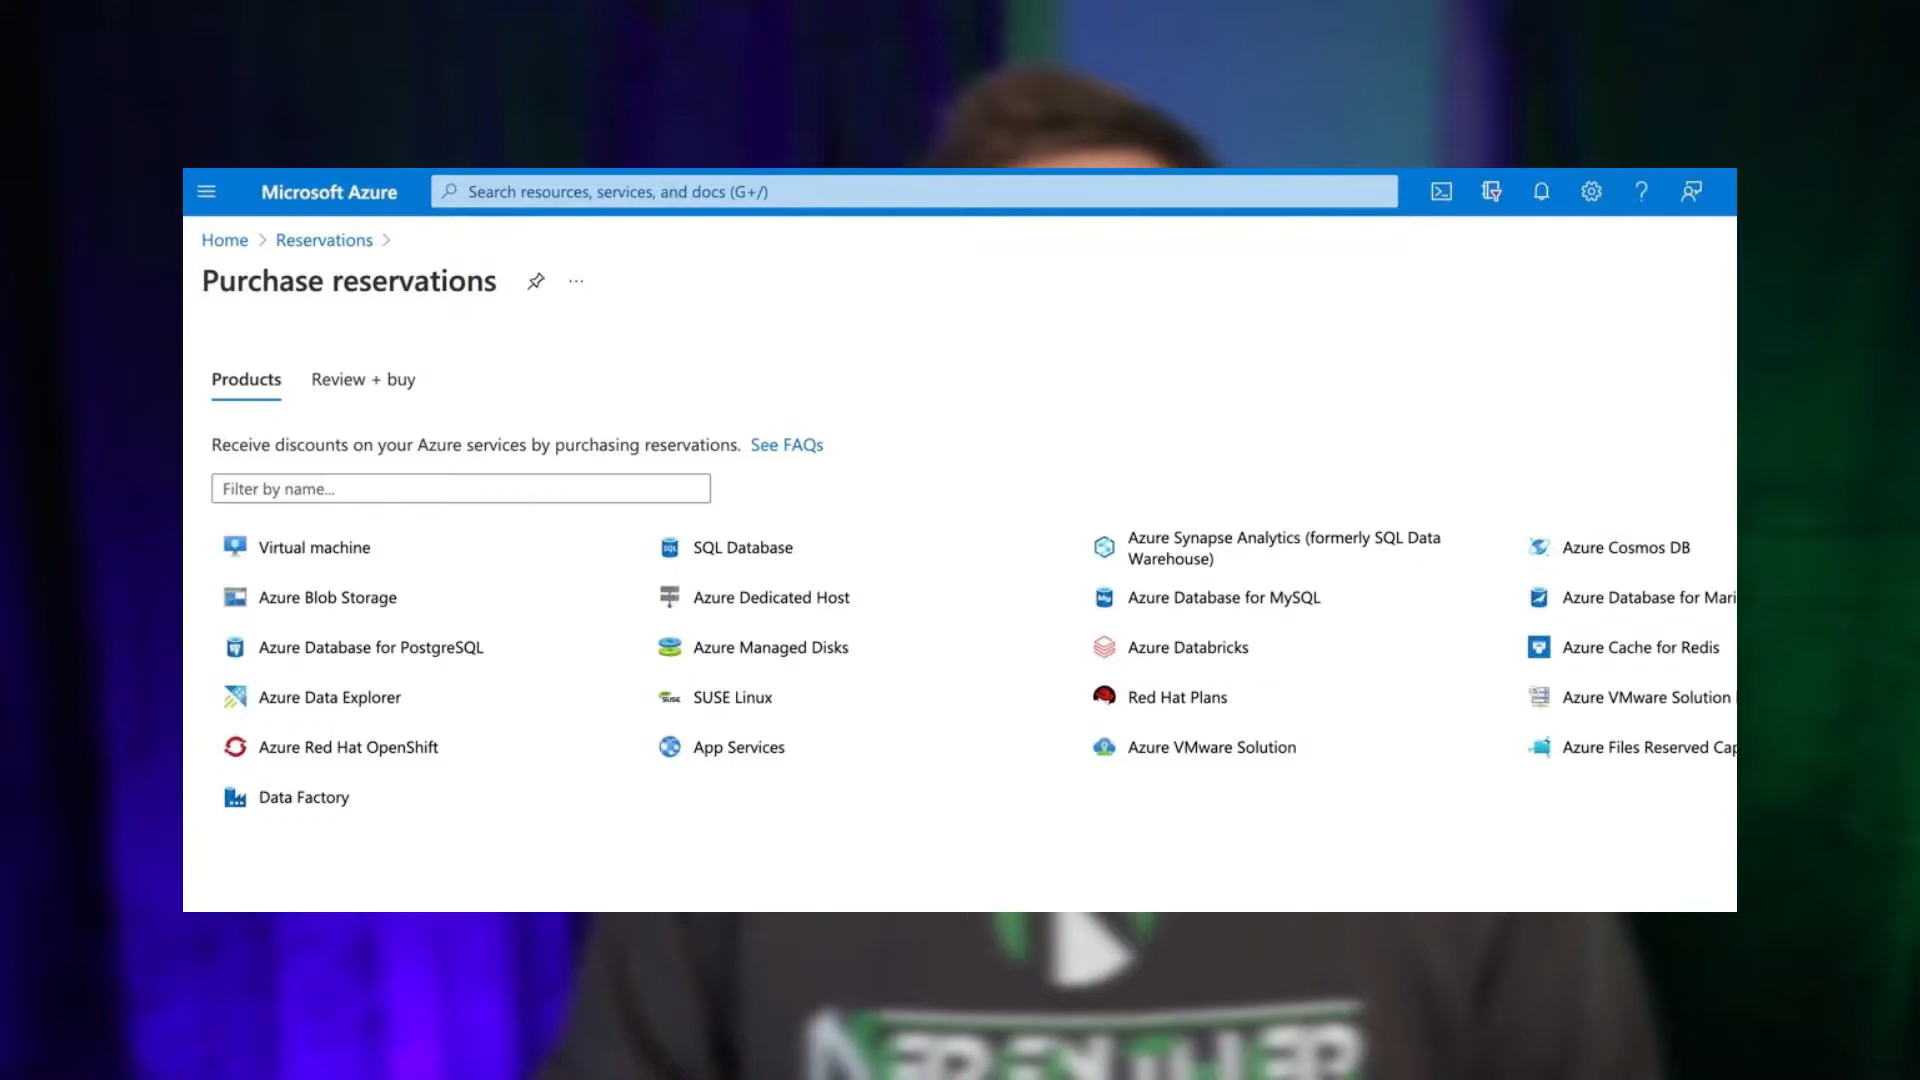 Microsoft Azure
Search resources, services, and docs (G+/)
Home > Reservations >
Purchase reservations
Products
Review + buy
Receive discounts on your Azure services by purchasing reservations. See FAQs
Filter by name...
Virtual machine
SQL Database
Azure Synapse Analytics (formerly SQL Data
Warehouse)
Azure Cosmos DB
Azure Blob Storage
Azure Dedicated Host
Azure Database for MySQL
Azure Database for Mari
Azure Database for PostgreSQL
Azure Managed Disks
Azure Databricks
Azure Cache for Redis
Azure Data Explorer
SUSE Linux
Red Hat Plans
Azure VMware Solution
Azure Red Hat OpenShift
App Services
Azure VMware Solution
Azure Files Reserved Cap
Data Factory